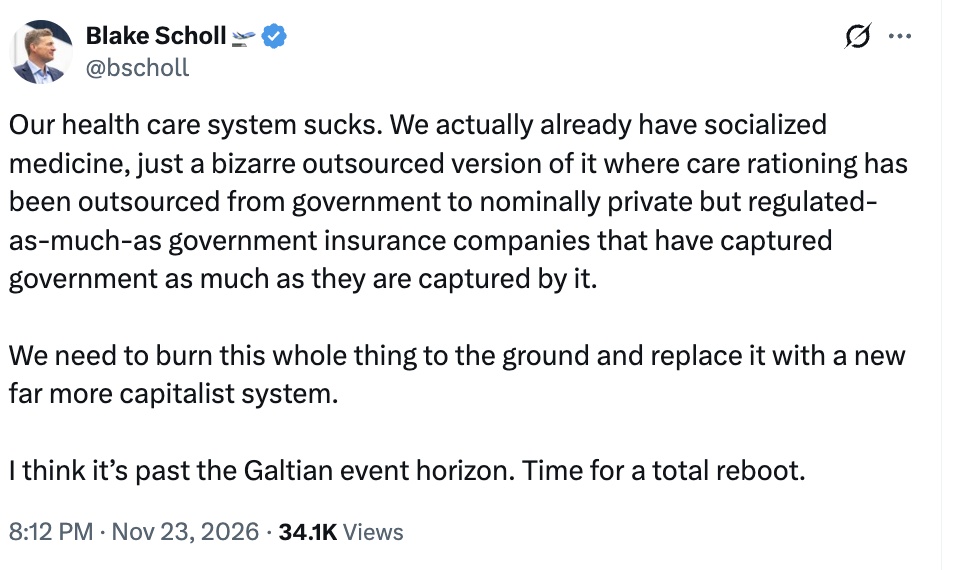 Blake Scholl 🛫
@bscholl
Our health care system sucks. We actually already have socialized
medicine, just a bizarre outsourced version of it where care rationing has
been outsourced from government to nominally private but regulated-
as-much-as government insurance companies that have captured
government as much as they are captured by it.
We need to burn this whole thing to the ground and replace it with a new
far more capitalist system.
I think it’s past the Galtian event horizon. Time for a total reboot.
8:12 PM · Nov 23, 2026 · 34.1K Views